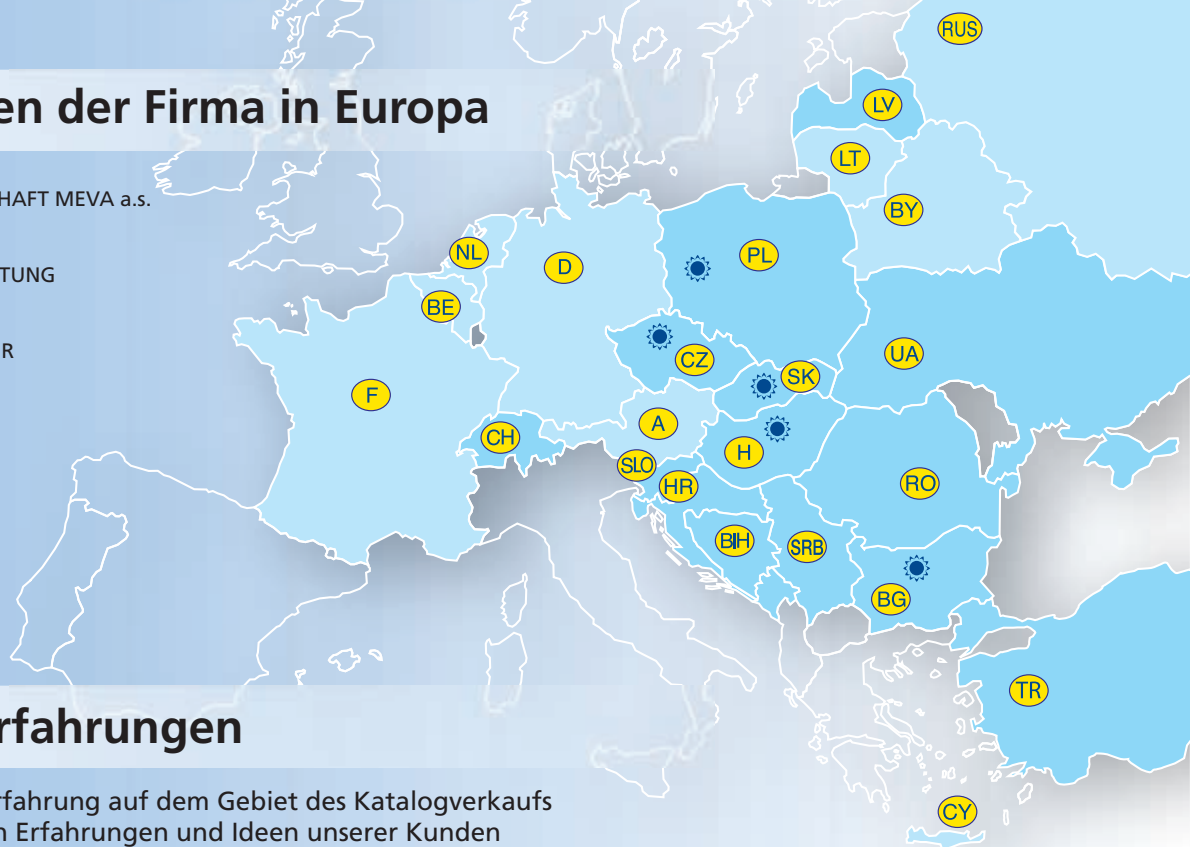 en der Firma in Europa
HAFT MEVA a.s.
TUNG
R
RUS
LV
LT
BY
NL
D
PL
BE
CZ
SK
UA
F
A
CH
H
SLO
HR
RO
BIH
SRB
BG
TR
CY
rfahrungen
rfahrung auf dem Gebiet des Katalogverkaufs
n Erfahrungen und Ideen unserer Kunden